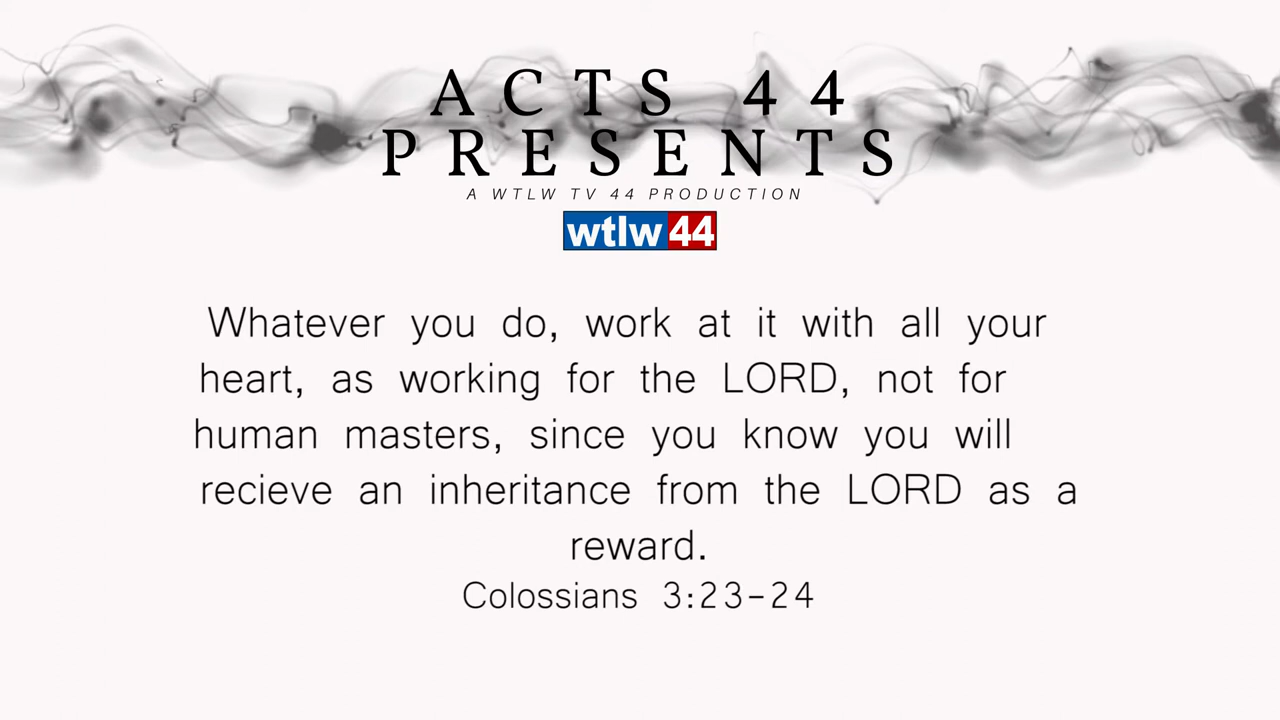 ACTS 44
PRESENTS
A WTLW TV 44 PRODUCTION
wtlw 44
Whatever you do, work at it with all your
heart, as working for the LORD, not for
human masters, since you know you will
recieve an inheritance from the LORD as a
reward.
Colossians 3:23-24